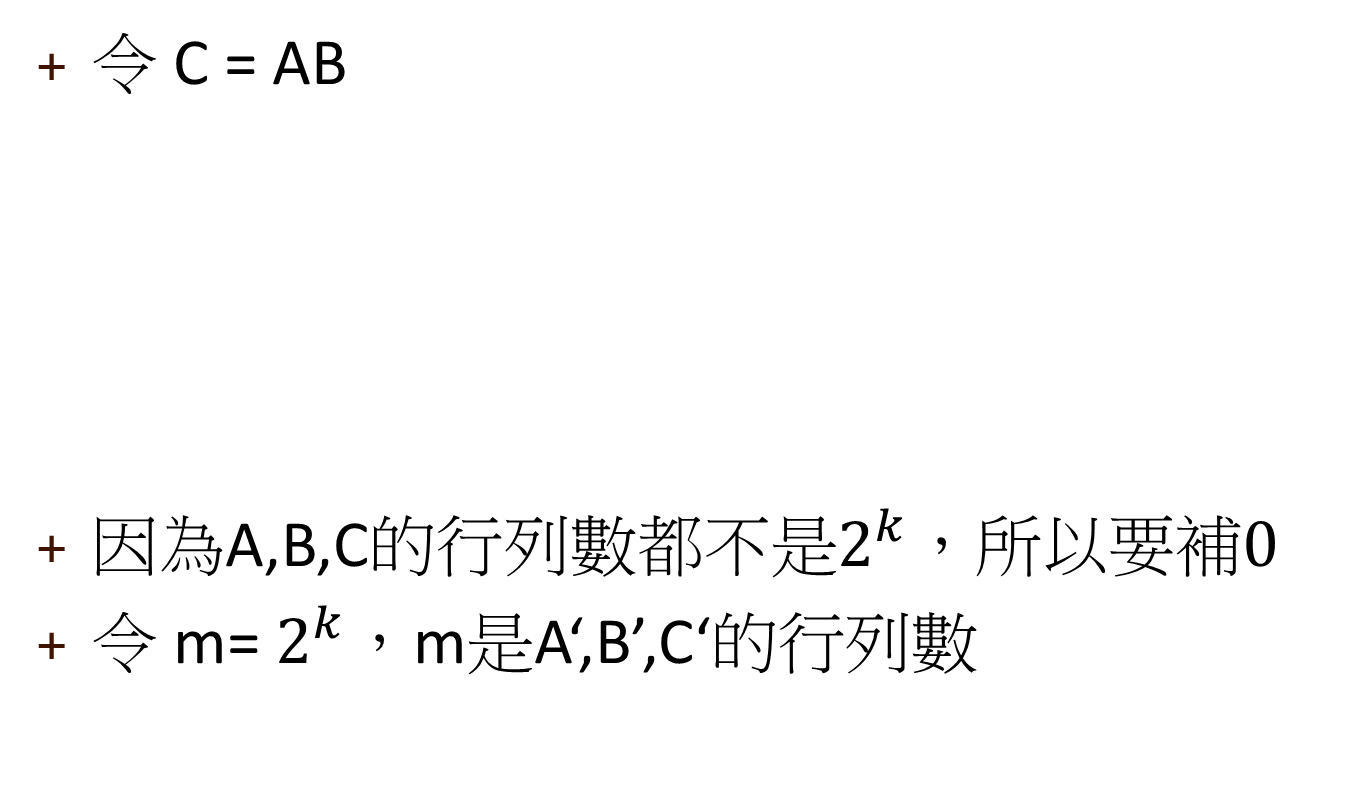 + 令 C = AB
+ 因為A,B,C的行列數都不是2^k，所以要補0
+ 令 m= 2^k，m是A‘,B’,C‘的行列數